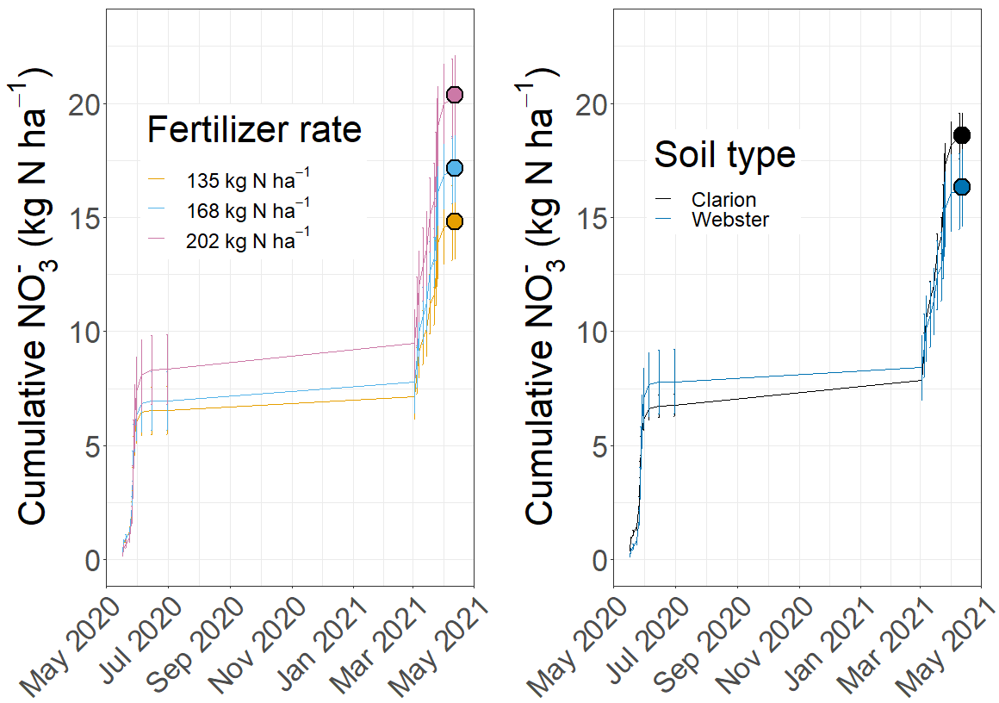 Cumulative NO₃⁻ (kg N ha⁻¹)
20
15
10
5
0
Fertilizer rate
135 kg N ha⁻¹
168 kg N ha⁻¹
202 kg N ha⁻¹
May 2020
Jul 2020
Sep 2020
Nov 2020
Jan 2021
Mar 2021
May 2021
Cumulative NO₃⁻ (kg N ha⁻¹)
20
15
10
5
0
Soil type
Clarion
Webster
May 2020
Jul 2020
Sep 2020
Nov 2020
Jan 2021
Mar 2021
May 2021